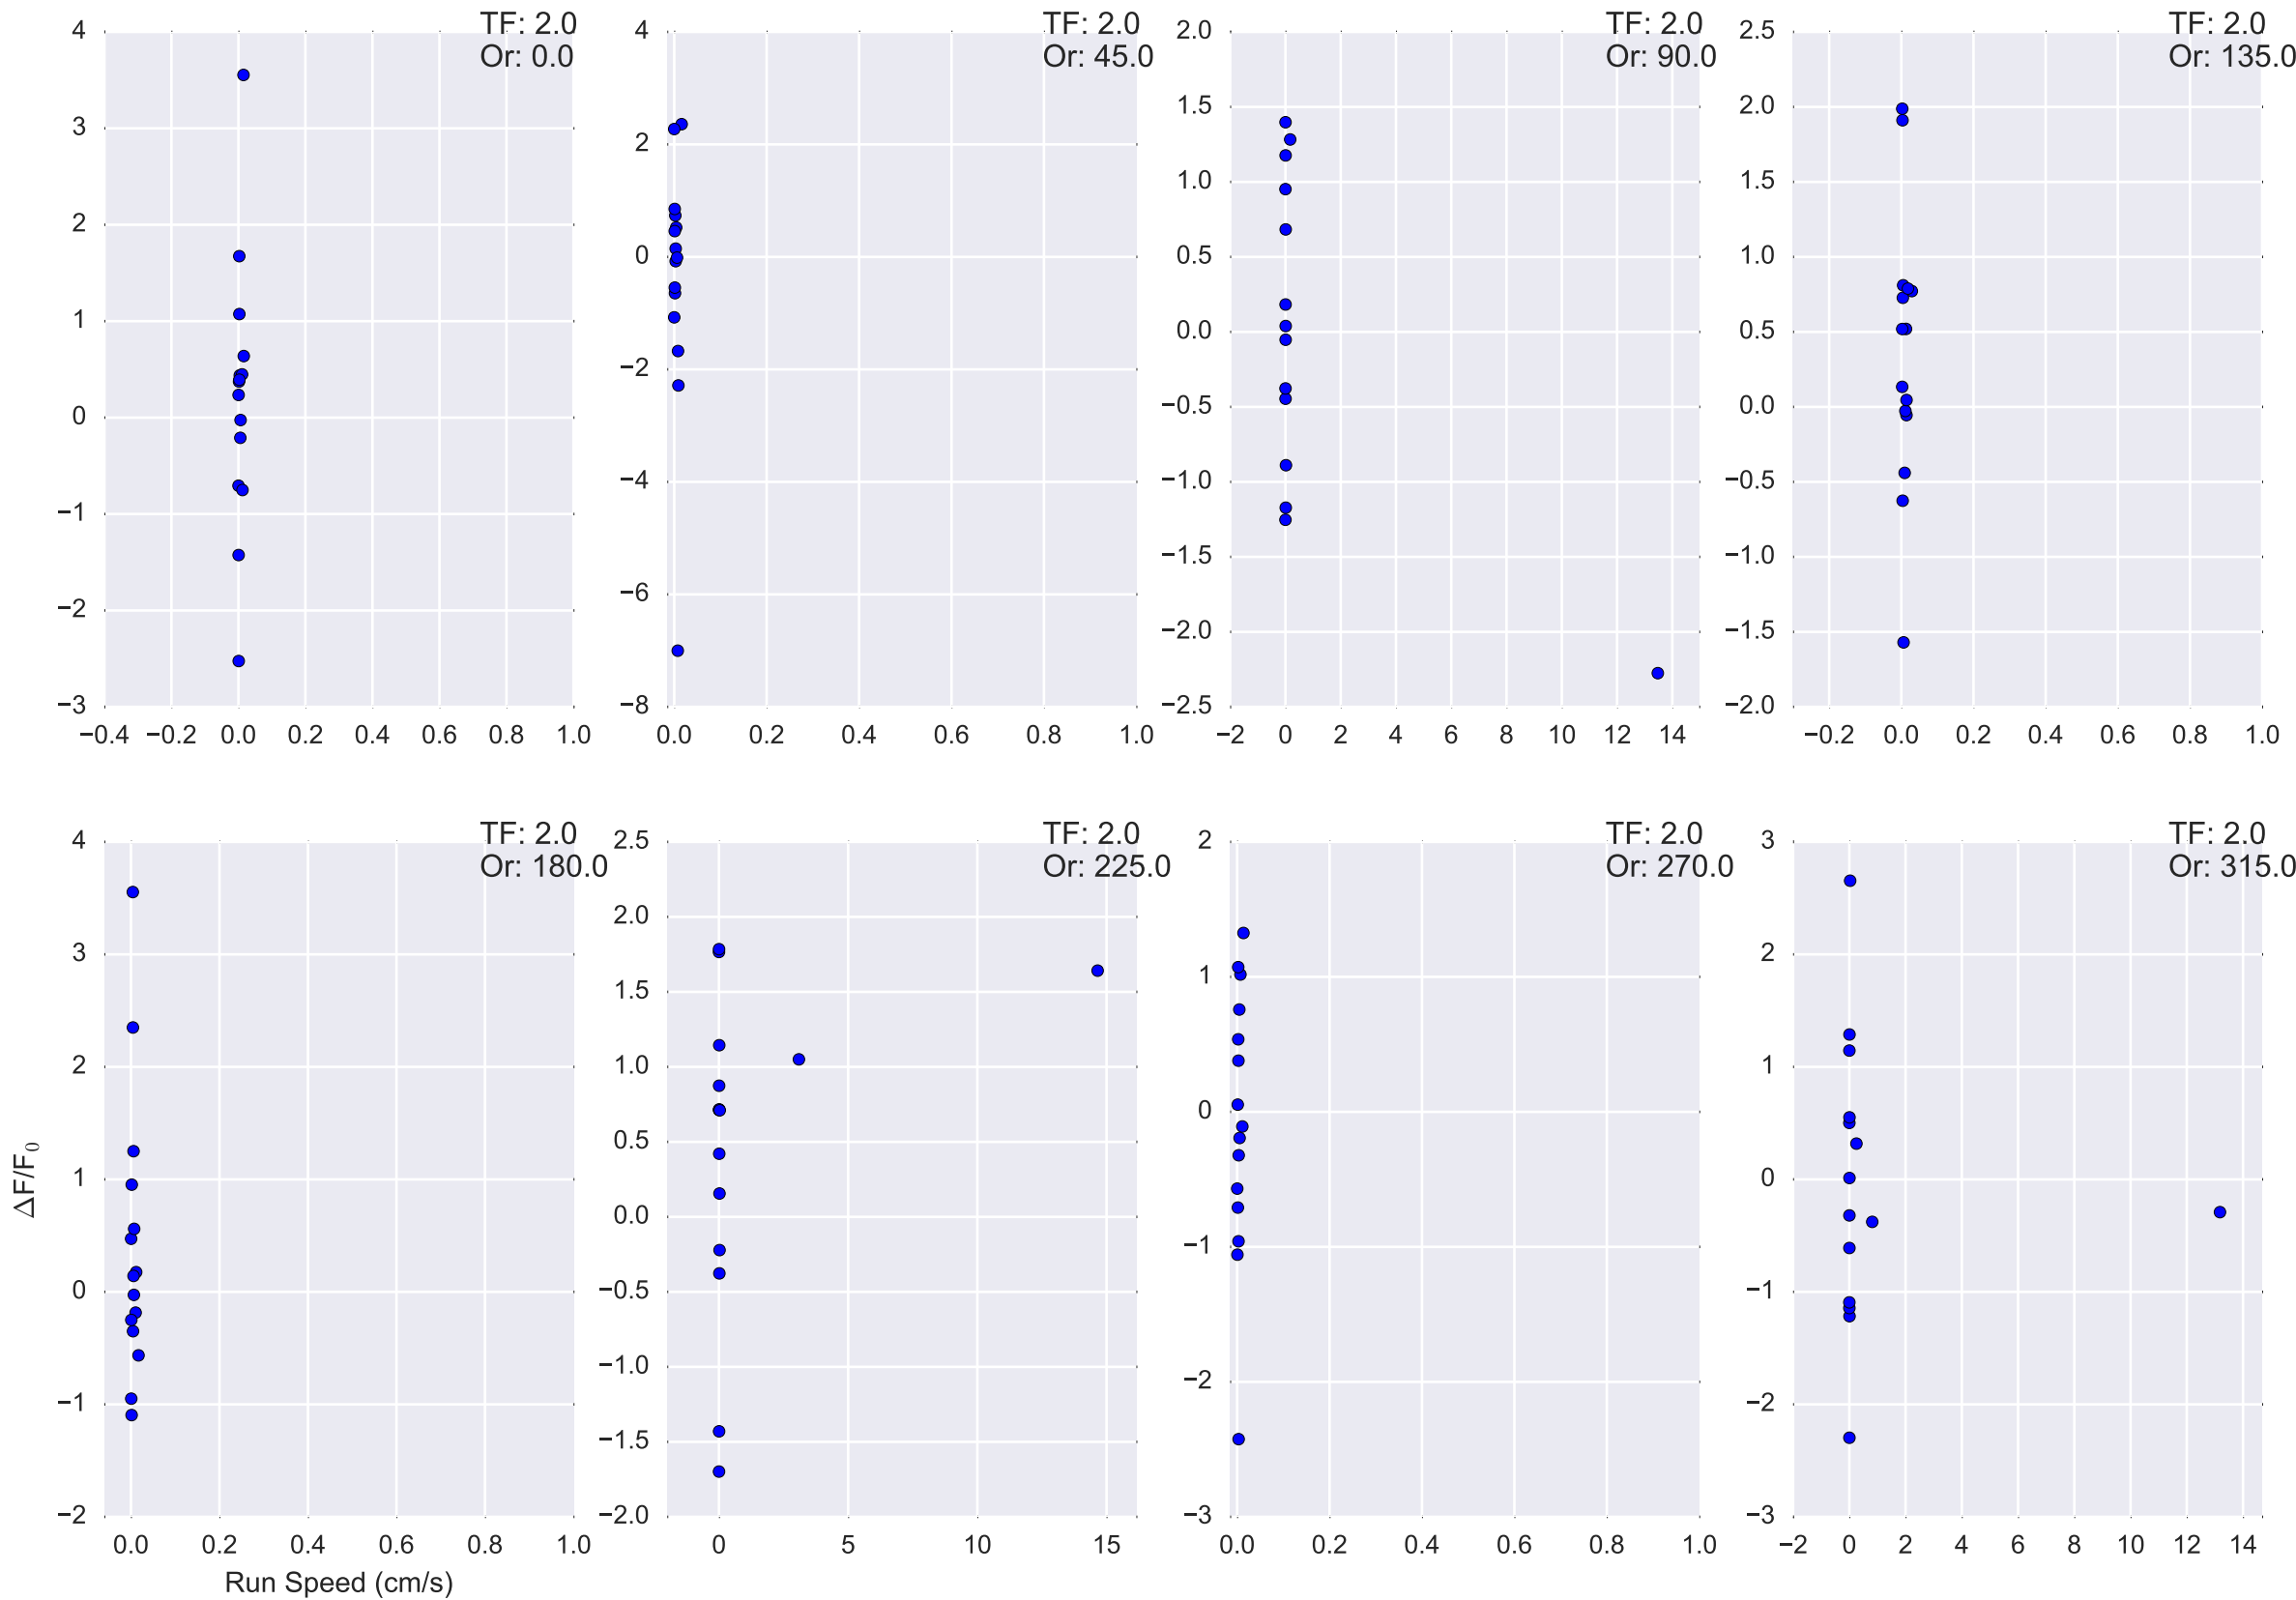 TF: 2.0
Or: 0.0
4
3
2
1
0
−1
−2
−3
−0.4 −0.2 0.0 0.2 0.4 0.6 0.8 1.0
TF: 2.0
Or: 45.0
4
2
0
−2
−4
−6
−8
0.0 0.2 0.4 0.6 0.8 1.0
TF: 2.0
Or: 90.0
2.0
1.5
1.0
0.5
0.0
−0.5
−1.0
−1.5
−2.0
−2.5
−2 0 2 4 6 8 10 12 14
TF: 2.0
Or: 135.0
2.5
2.0
1.5
1.0
0.5
0.0
−0.5
−1.0
−1.5
−2.0
−0.2 0.0 0.2 0.4 0.6 0.8 1.0
TF: 2.0
Or: 180.0
4
3
2
1
0
−1
−2
0.0 0.2 0.4 0.6 0.8 1.0
Run Speed (cm/s)
ΔF/F₀
TF: 2.0
Or: 225.0
2.5
2.0
1.5
1.0
0.5
0.0
−0.5
−1.0
−1.5
−2.0
0 5 10 15
TF: 2.0
Or: 270.0
2
1
0
−1
−2
−3
0.0 0.2 0.4 0.6 0.8 1.0
TF: 2.0
Or: 315.0
3
2
1
0
−1
−2
−3
−2 0 2 4 6 8 10 12 14